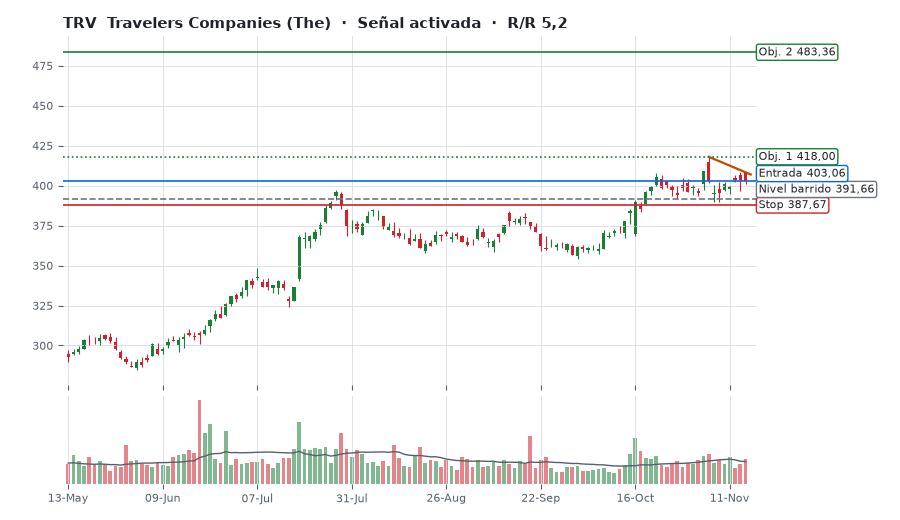 TRV Travelers Companies (The) · Señal activada · R/R 5,2
Obj. 2 483,36
475
450
425
Obj. 1 418,00
Entrada 403,06
400
Nivel barrido 391,66
Stop 387,67
375
350
325
300
13-May 09-Jun 07-Jul 31-Jul 26-Aug 22-Sep 16-Oct 11-Nov